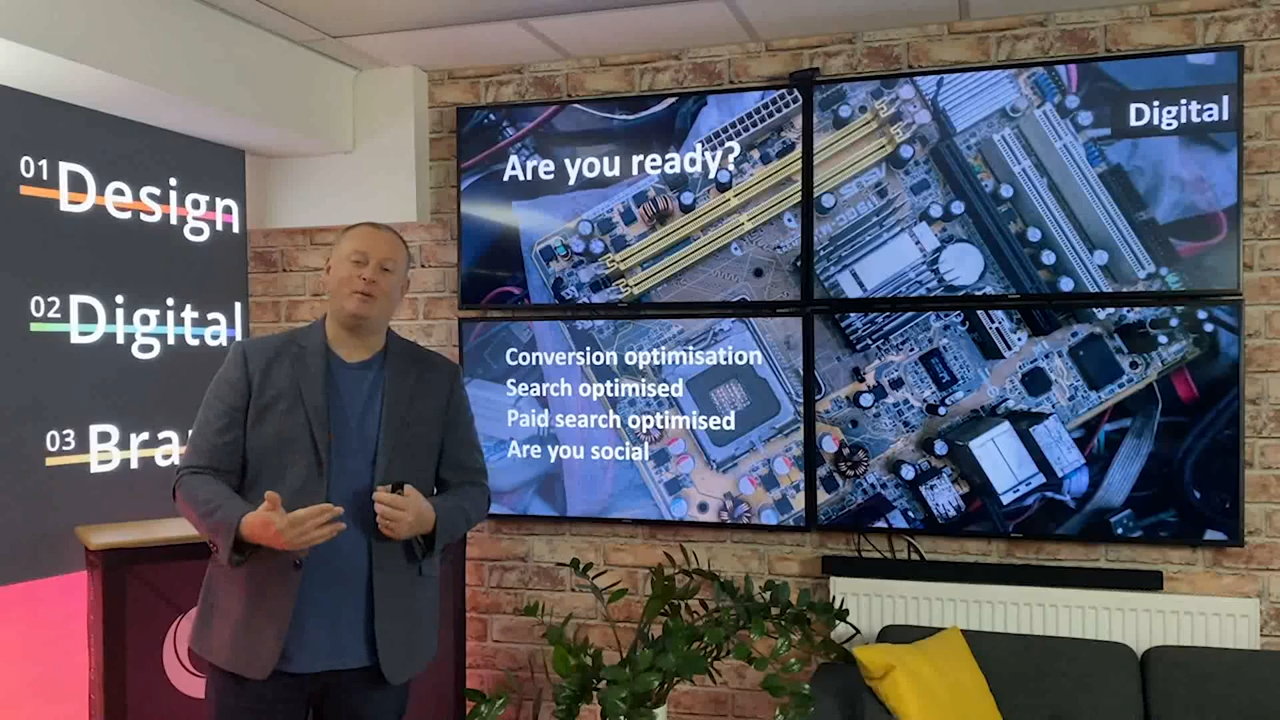 01 Design
02 Digital
03 Bra
Are you ready?
Digital
Conversion optimisation
Search optimised
Paid search optimised
Are you social
ASUS